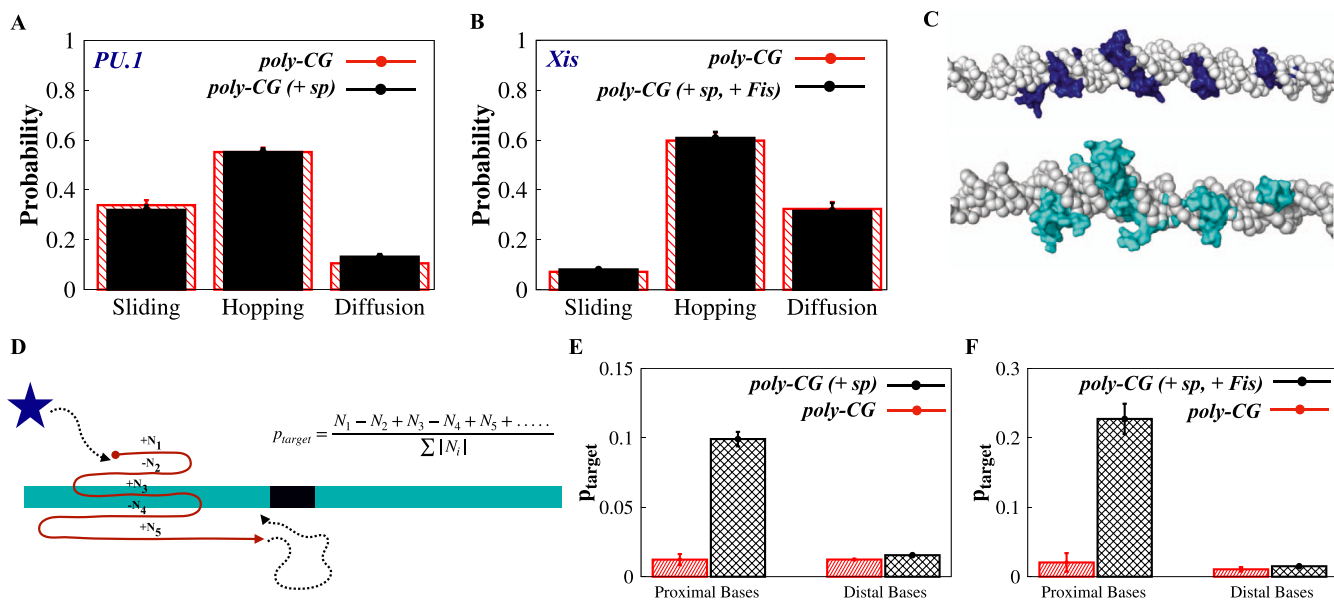 A
PU.1
poly-CG
poly-CG (+ sp)
Probability
1
0.8
0.6
0.4
0.2
0
Sliding Hopping Diffusion
B
Xis
poly-CG
poly-CG (+ sp, + Fis)
Probability
1
0.8
0.6
0.4
0.2
0
Sliding Hopping Diffusion
C
D
+N1
-N2
+N3
-N4
+N5
N1 − N2 + N3 − N4 + N5 + .....
ptarget =
∑ |Ni|
E
poly-CG (+ sp)
poly-CG
ptarget
0.15
0.1
0.05
0
Proximal Bases Distal Bases
F
poly-CG (+ sp, + Fis)
poly-CG
ptarget
0.3
0.2
0.1
0
Proximal Bases Distal Bases